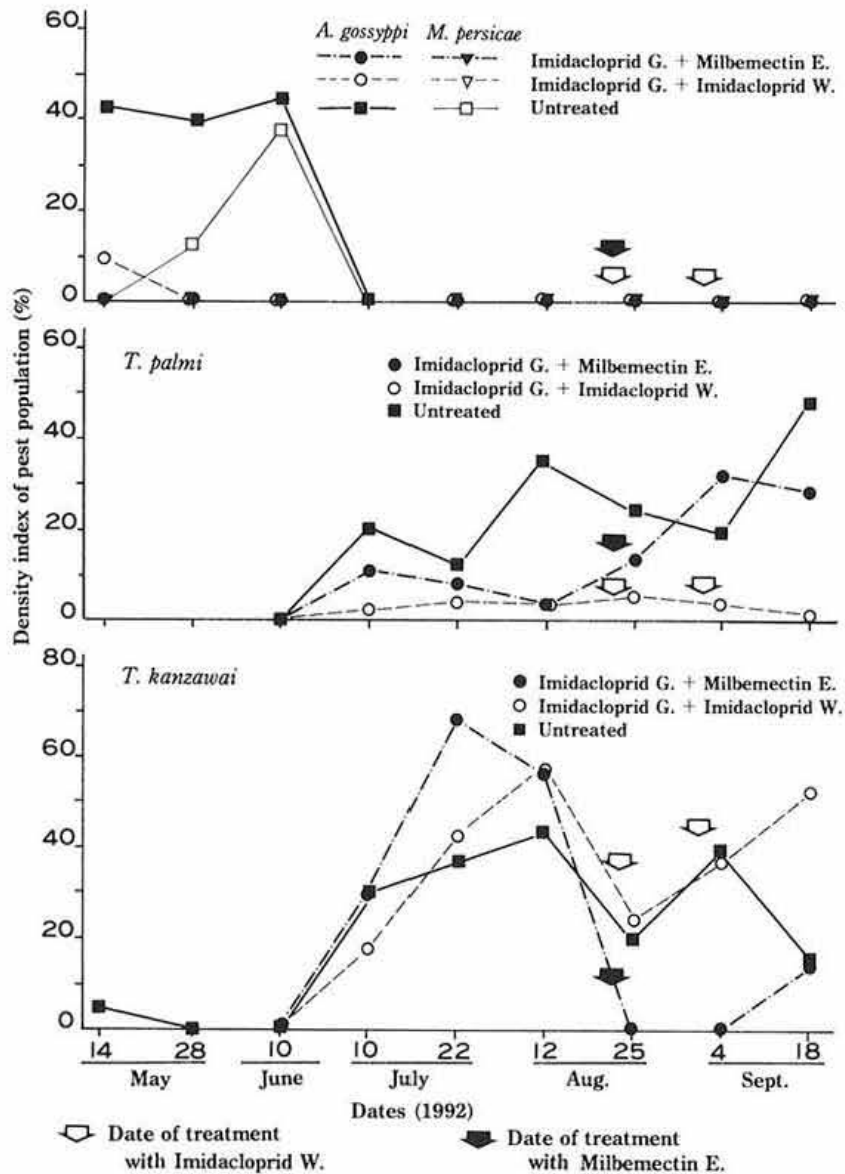 60
40
20
0
A. gossyppi M. persicae
Imidacloprid G. + Milbemectin E.
Imidacloprid G. + Imidacloprid W.
Untreated
Density index of pest population (%)
60
40
20
0
T. palmi
Imidacloprid G. + Milbemectin E.
Imidacloprid G. + Imidacloprid W.
Untreated
80
60
40
20
0
T. kanzawai
Imidacloprid G. + Milbemectin E.
Imidacloprid G. + Imidacloprid W.
Untreated
14 28 10 10 22 12 25 4 18
May June July Aug. Sept.
Dates (1992)
Date of treatment
with Imidacloprid W.
Date of treatment
with Milbemectin E.